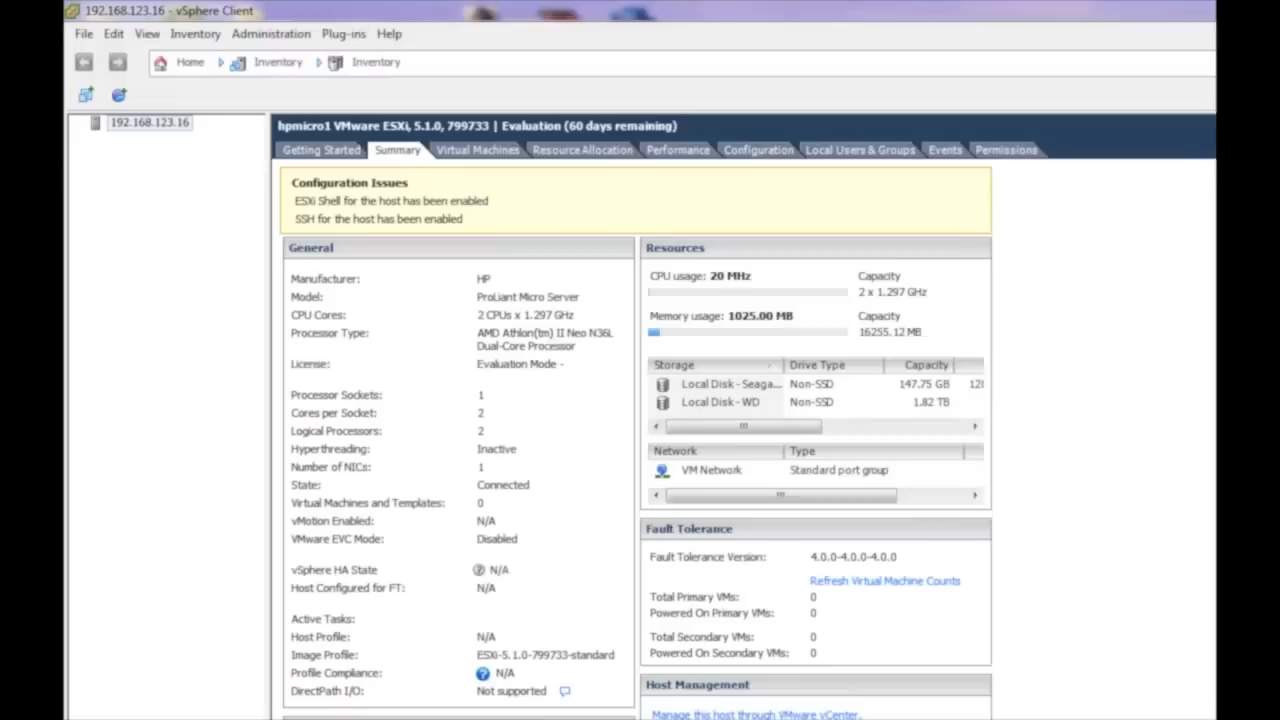 192.168.123.16 - vSphere Client
File Edit View Inventory Administration Plug-ins Help
Home Inventory Inventory
192.168.123.16
hpmicro1 VMware ESXi, 5.1.0, 799733 | Evaluation (60 days remaining)
Getting Started Summary Virtual Machines Resource Allocation Performance Configuration Local Users & Groups Events Permissions
Configuration Issues
ESXi Shell for the host has been enabled
SSH for the host has been enabled
General
Manufacturer: HP
Model: ProLiant Micro Server
CPU Cores: 2 CPUs x 1.297 GHz
Processor Type: AMD Athlon(tm) II Neo N36L
Dual-Core Processor
License: Evaluation Mode -
Processor Sockets: 1
Cores per Socket: 2
Logical Processors: 2
Hyperthreading: Inactive
Number of NICs: 1
State: Connected
Virtual Machines and Templates: 0
vMotion Enabled: N/A
VMware EVC Mode: Disabled
vSphere HA State N/A
Host Configured for FT: N/A
Active Tasks:
Host Profile: N/A
Image Profile: ESXi-5.1.0-799733-standard
Profile Compliance: N/A
DirectPath I/O: Not supported
Resources
CPU usage: 20 MHz Capacity
2 x 1.297 GHz
Memory usage: 1025.00 MB Capacity
16255.12 MB
Storage Drive Type Capacity
Local Disk - Seaga... Non-SSD 147.75 GB
Local Disk - WD Non-SSD 1.82 TB
Network Type
VM Network Standard port group
Fault Tolerance
Fault Tolerance Version: 4.0.0-4.0.0-4.0.0
Refresh Virtual Machine Counts
Total Primary VMs: 0
Powered On Primary VMs: 0
Total Secondary VMs: 0
Powered On Secondary VMs: 0
Host Management
Manage this host through VMware vCenter.